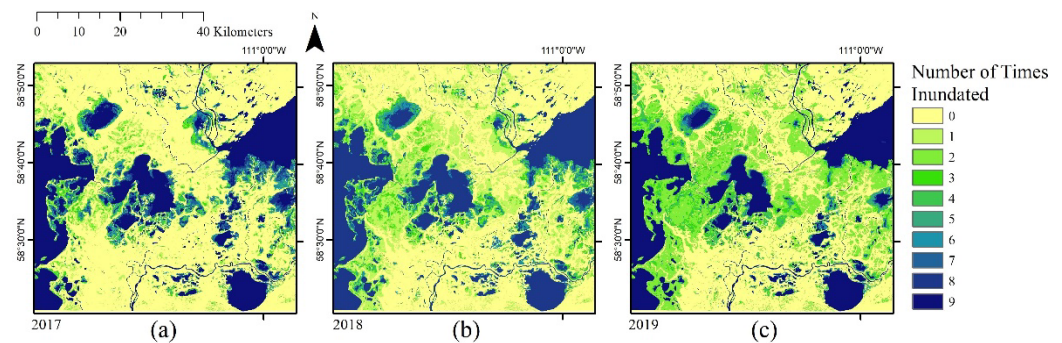 N
0 20 40 Kilometers
111°0'0"W
111°0'0"W
111°0'0"W
58°50'0"N
58°40'0"N
58°30'0"N
58°50'0"N
58°40'0"N
58°30'0"N
58°50'0"N
58°40'0"N
58°30'0"N
2017
(a)
2018
(b)
2019
(c)
Number of Times
Inundated
0
1
2
3
4
5
6
7
8
9